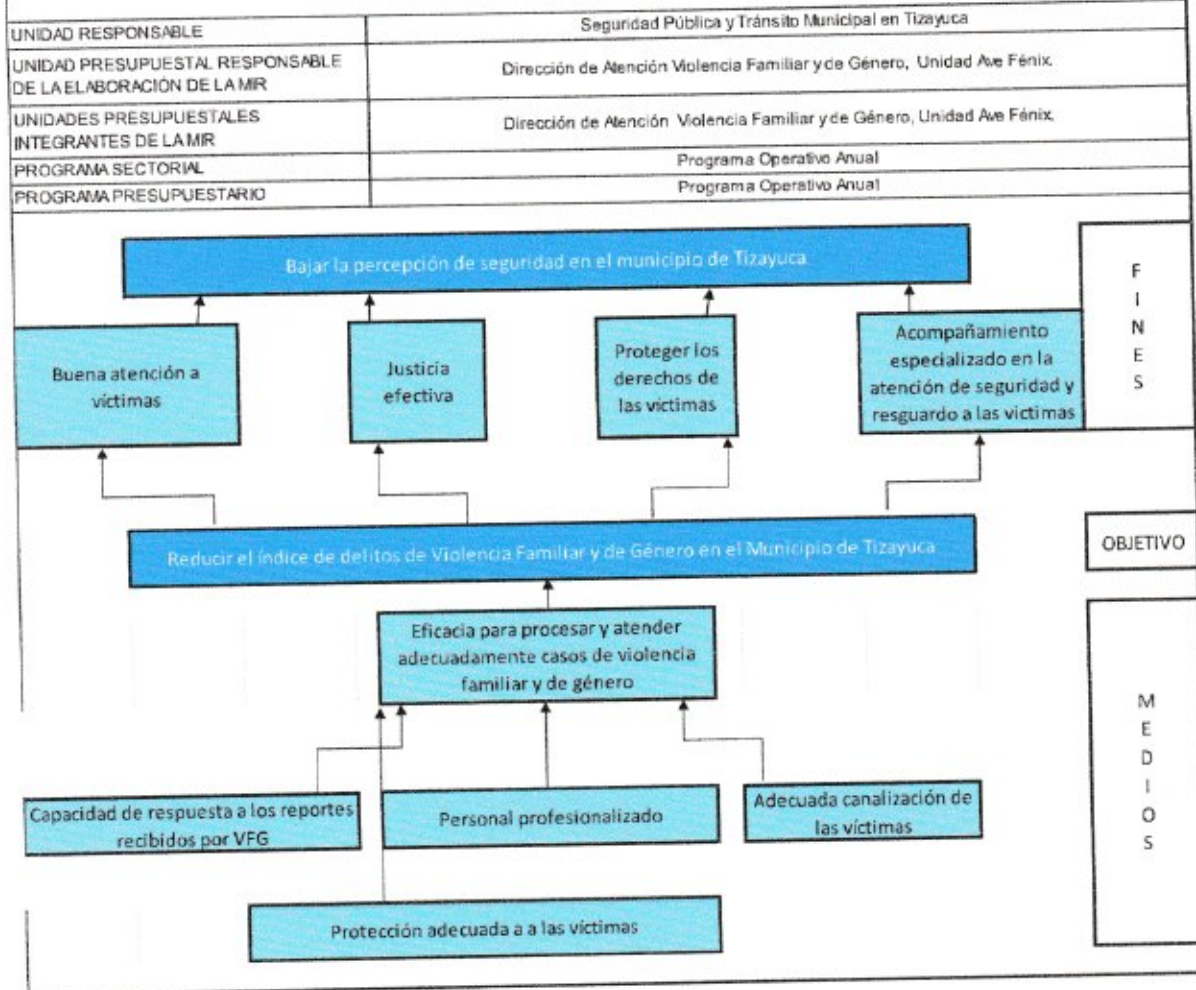 UNIDAD RESPONSABLE
Seguridad Pública y Tránsito Municipal en Tizayuca
UNIDAD PRESUPUESTAL RESPONSABLE
DE LA ELABORACIÓN DE LA MIR
Dirección de Atención Violencia Familiar y de Género, Unidad Ave Fénix.
UNIDADES PRESUPUESTALES
INTEGRANTES DE LA MIR
Dirección de Atención Violencia Familiar y de Género, Unidad Ave Fénix.
PROGRAMA SECTORIAL
Programa Operativo Anual
PROGRAMA PRESUPUESTARIO
Programa Operativo Anual
Bajar la percepción de seguridad en el municipio de Tizayuca
F
I
N
E
S
Buena atención a
víctimas
Justicia
efectiva
Proteger los
derechos de
las víctimas
Acompañamiento
especializado en la
atención de seguridad y
resguardo a las victimas
Reducir el índice de delitos de Violencia Familiar y de Género en el Municipio de Tizayuca
OBJETIVO
Eficacia para procesar y atender
adecuadamente casos de violencia
familiar y de género
M
E
D
I
O
S
Capacidad de respuesta a los reportes
recibidos por VFG
Personal profesionalizado
Adecuada canalización de
las víctimas
Protección adecuada a a las víctimas